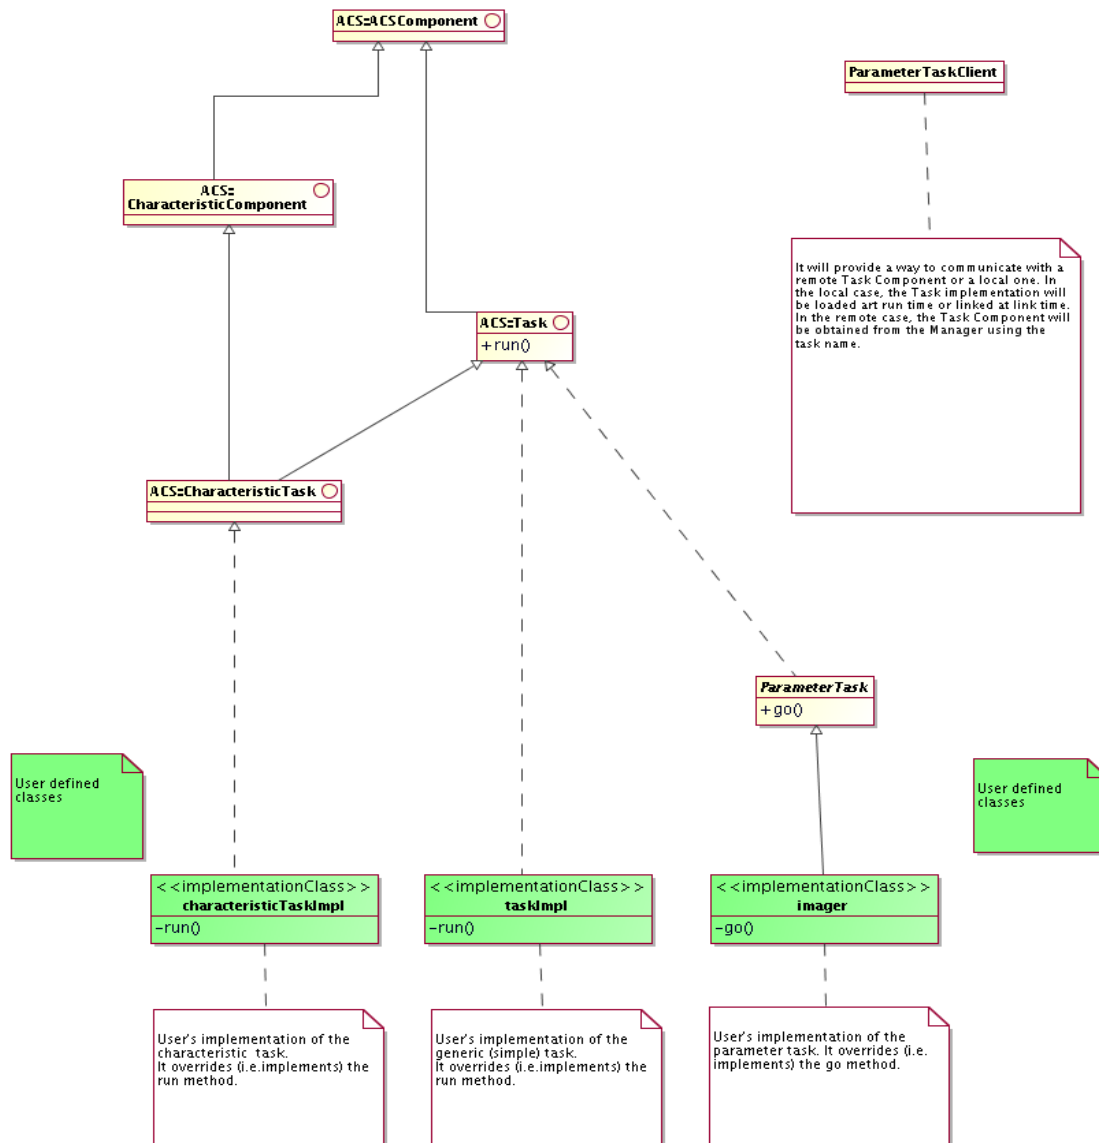 ACS::ACSComponent
ParameterTaskClient
ACS::
CharacteristicComponent
It will provide a way to communicate with a
remote Task Component or a local one. In
the local case, the Task implementation will
be loaded art run time or linked at link time.
In the remote case, the Task Component will
be obtained from the Manager using the
task name.
ACS::Task
+run()
ACS::CharacteristicTask
ParameterTask
+go()
User defined
classes
User defined
classes
<<implementationClass>>
characteristicTaskImpl
-run()
<<implementationClass>>
taskImpl
-run()
<<implementationClass>>
imager
-go()
User's implementation of the
characteristic task.
It overrides (i.e.implements) the
run method.
User's implementation of the
generic (simple) task.
It overrides (i.e.implements) the
run method.
User's implementation of the
parameter task. It overrides (i.e.
implements) the go method.